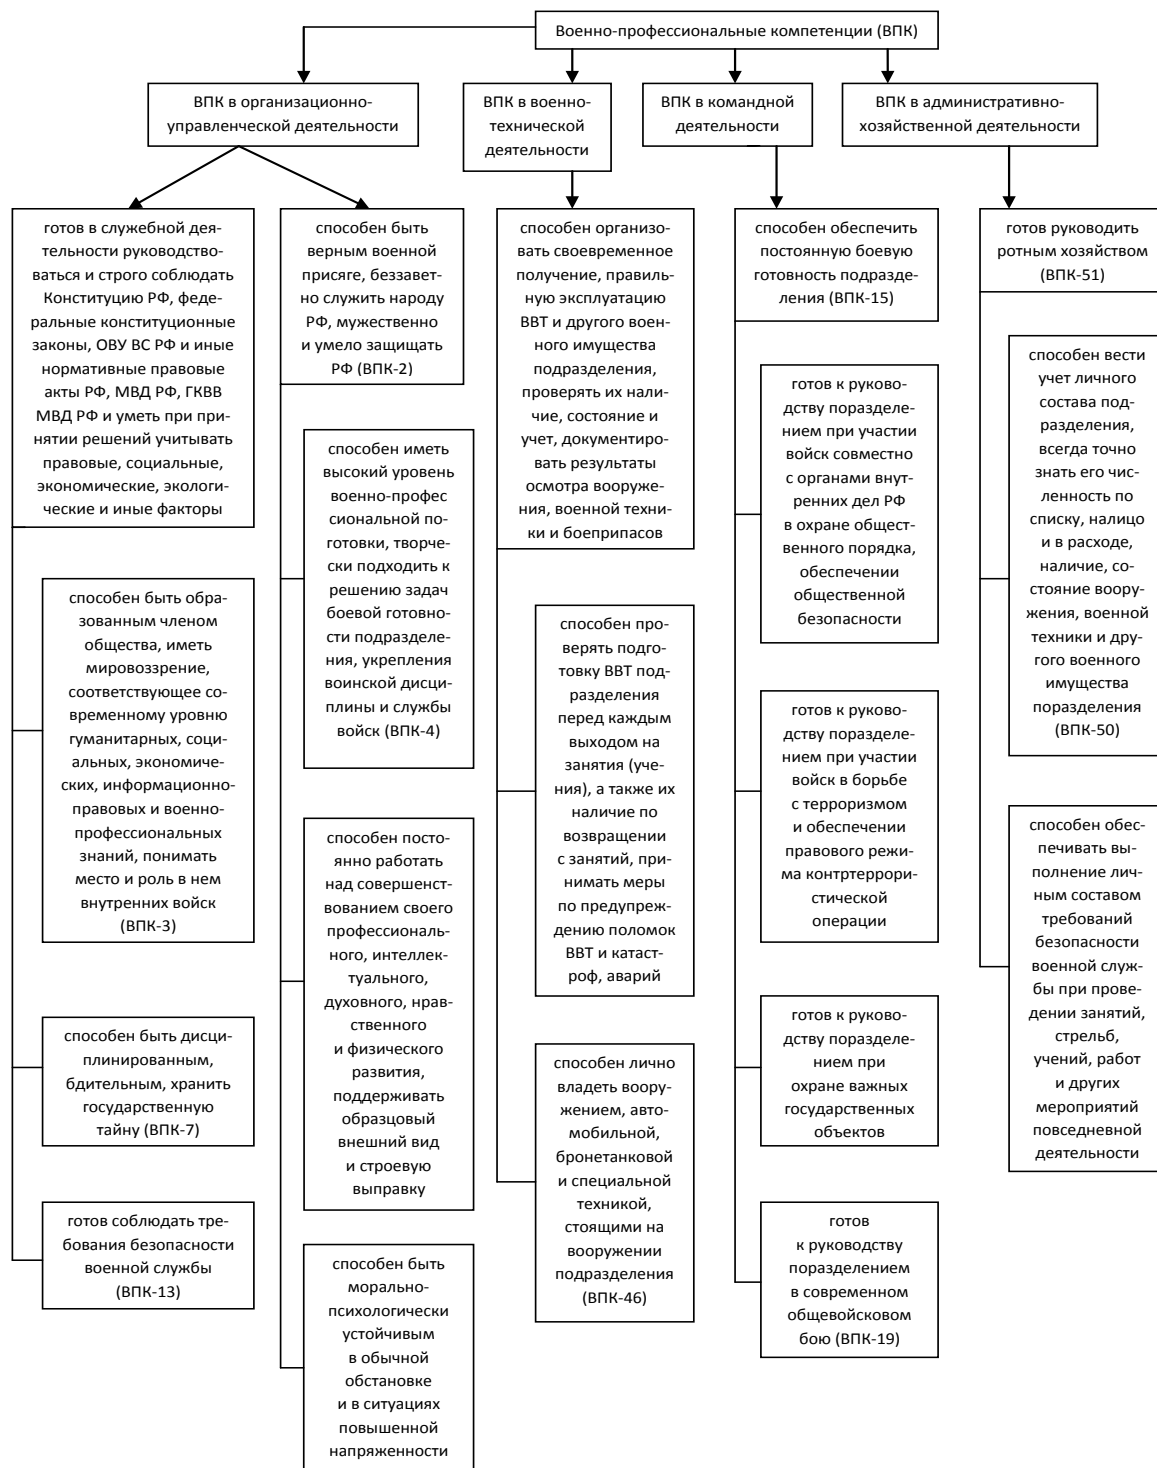 Военно-профессиональные компетенции (ВПК)
ВПК в организационно-
управленческой деятельности
ВПК в военно-
технической
деятельности
ВПК в командной
деятельности
ВПК в административно-
хозяйственной деятельности
готов в служебной дея-
тельности руководство-
ваться и строго соблюдать
Конституцию РФ, феде-
ральные конституционные
законы, ОВУ ВС РФ и иные
нормативные правовые
акты РФ, МВД РФ, ГКВВ
МВД РФ и уметь при при-
нятии решений учитывать
правовые, социальные,
экономические, экологи-
ческие и иные факторы
способен быть обра-
зованным членом
общества, иметь
мировоззрение,
соответствующее со-
временному уровню
гуманитарных, соци-
альных, экономиче-
ских, информационно-
правовых и военно-
профессиональных
знаний, понимать
место и роль в нем
внутренних войск
(ВПК-3)
способен быть дисци-
плинированным,
бдительным, хранить
государственную
тайну (ВПК-7)
готов соблюдать тре-
бования безопасности
военной службы
(ВПК-13)
способен быть
верным военной
присяге, беззавет-
но служить народу
РФ, мужественно
и умело защищать
РФ (ВПК-2)
способен иметь
высокий уровень
военно-профес
сиональной по-
готовки, творче-
ски подходить к
решению задач
боевой готовно-
сти подразделе-
ния, укрепления
воинской дисци-
плины и службы
войск (ВПК-4)
способен посто-
янно работать
над совершенст-
вованием своего
профессиональ-
ного, интеллек-
туального,
духовного, нрав-
ственного
и физического
развития,
поддерживать
образцовый
внешний вид
и строевую
выправку
способен быть
морально-
психологически
устойчивым
в обычной
обстановке
и в ситуациях
повышенной
напряженности
способен организо-
вать своевременное
получение, правиль-
ную эксплуатацию
ВВТ и другого воен-
ного имущества
подразделения,
проверять их нали-
чие, состояние и
учет, документиро-
вать результаты
осмотра вооруже-
ния, военной техни-
ки и боеприпасов
способен про-
верять подго-
товку ВВТ под-
разделения
перед каждым
выходом на
занятия (уче-
ния), а также их
наличие по
возвращении
с занятий, при-
нимать меры
по предупреж-
дению поломок
ВВТ и катаст-
роф, аварий
способен лично
владеть воору-
жением, авто-
мобильной,
бронетанковой
и специальной
техникой,
стоящими на
вооружении
подразделения
(ВПК-46)
способен обеспечить
постоянную боевую
готовность подразде-
ления (ВПК-15)
готов к руково-
дству поразделе-
нием при участии
войск совместно
с органами внут-
ренних дел РФ
в охране общест-
венного порядка,
обеспечении
общественной
безопасности
готов к руково-
дству поразделе-
нием при участии
войск в борьбе
с терроризмом
и обеспечении
правового режи-
ма контртеррори-
стической
операции
готов к руково-
дству поразделе-
нием при
охране важных
государственных
объектов
готов
к руководству
поразделением
в современном
общевойсковом
бою (ВПК-19)
готов руководить
ротным хозяйством
(ВПК-51)
способен вести
учет личного
состава под-
разделения,
всегда точно
знать его чис-
ленность по
списку, налицо
и в расходе,
наличие, со-
стояние воору-
жения, военной
техники и дру-
гого военного
имущества
поразделения
(ВПК-50)
способен обес-
печивать вы-
полнение лич-
ным составом
требований
безопасности
военной служ-
бы при прове-
дении занятий,
стрельб,
учений, работ
и других
мероприятий
повседневной
деятельности